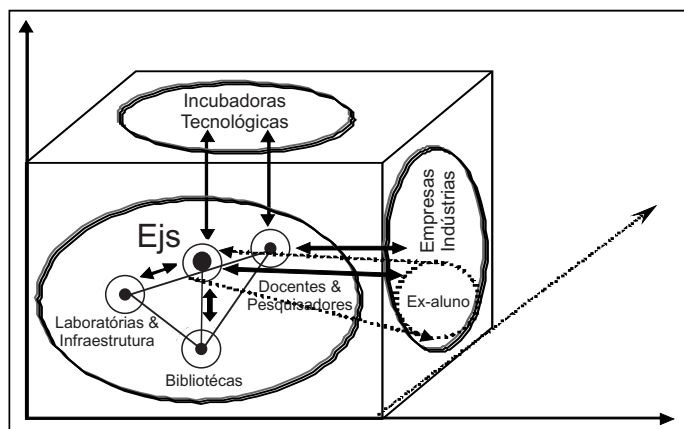 Incubadoras
Tecnológicas
Ejs
Empresas
Indústrias
Docentes &
Pesquisadores
Ex-aluno
Laboratórias &
Infraestrutura
Bibliotécas